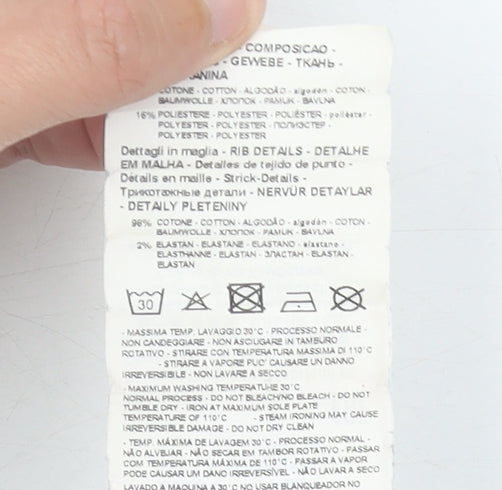 COMPOSICAO -
- GEWEBE - ТКАНЬ -
COTONE - COTTON - ALGODÃO - algodón - COTON -
BAUMWOLLE - ХЛОПОК - PAMUK - BAVLNA
16% POLIESTERE - POLYESTER - POLIÉSTER - poliéster -
POLYESTER - POLYESTER - ПОЛИЭСТЕР -
POLYESTER - POLYESTER
Dettagli in maglia - RIB DETAILS - DETALHE
EM MALHA - Detalles de tejido de punto -
Détails en maille - Strick-Details -
Трикотажные детали - NERVÜR DETAYLAR
- DETAILY PLETENINY
98% COTONE - COTTON - ALGODÃO - algodón - COTON -
BAUMWOLLE - ХЛОПОК - PAMUK - BAVLNA
2% ELASTAN - ELASTANE - ELASTANO - elastane -
ELASTHANNE - ELASTAN - ЭЛАСТАН - ELASTAN -
ELASTAN
30
- MASSIMA TEMP. LAVAGGIO 30°C - PROCESSO NORMALE -
NON CANDEGGIARE - NON ASCIUGARE IN TAMBURO
ROTATIVO - STIRARE CON TEMPERATURA MASSIMA DI 110°C
- STIRARE A VAPORE PUO' CAUSARE UN DANNO
IRREVERSIBILE - NON LAVARE A SECCO
- MAXIMUM WASHING TEMPERATURE 30°C
NORMAL PROCESS - DO NOT BLEACH/NO BLEACH - DO NOT
TUMBLE DRY - IRON AT MAXIMUM SOLE PLATE
TEMPERATURE OF 110°C - STEAM IRONING MAY CAUSE
IRREVERSIBLE DAMAGE - DO NOT DRY CLEAN
- TEMP. MÁXIMA DE LAVAGEM 30°C - PROCESSO NORMAL -
NÃO ALVEJAR - NÃO SECAR EM TAMBOR ROTATIVO - PASSAR
COM TEMPERATURA MÁXIMA DE 110°C - PASSAR A VAPOR
PODE CAUSAR UM DANO IRREVERSÍVEL - NÃO LAVAR A SECO
LAVADO A MAQUINA A 30°C NO USAR BLANQUEADOR NO